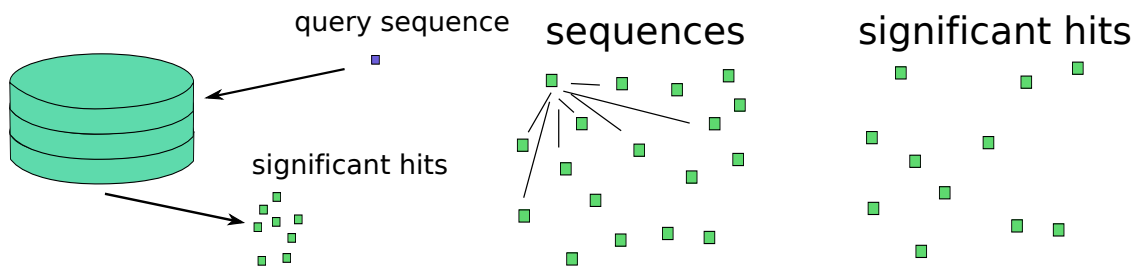 query sequence
significant hits
sequences
significant hits